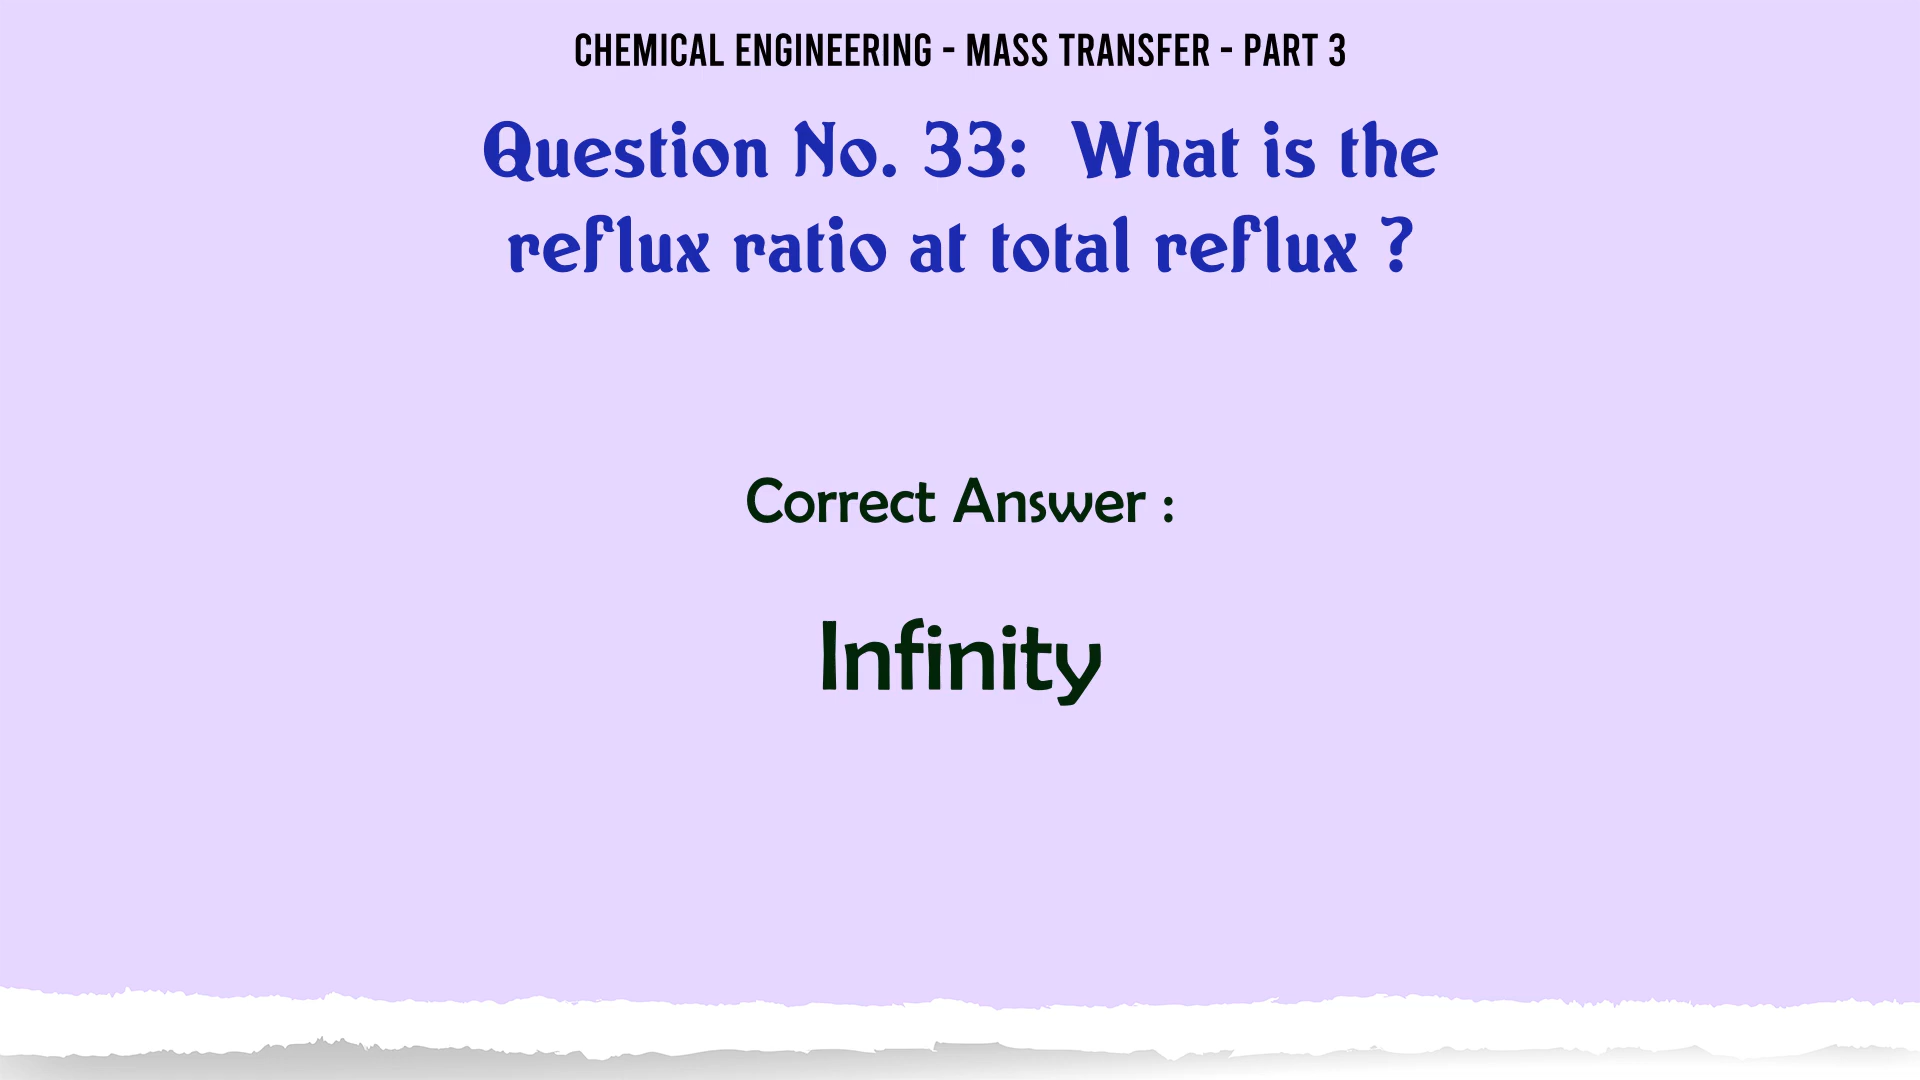 CHEMICAL ENGINEERING - MASS TRANSFER - PART 3
Question No. 33: What is the
reflux ratio at total reflux ?
Correct Answer :
Infinity